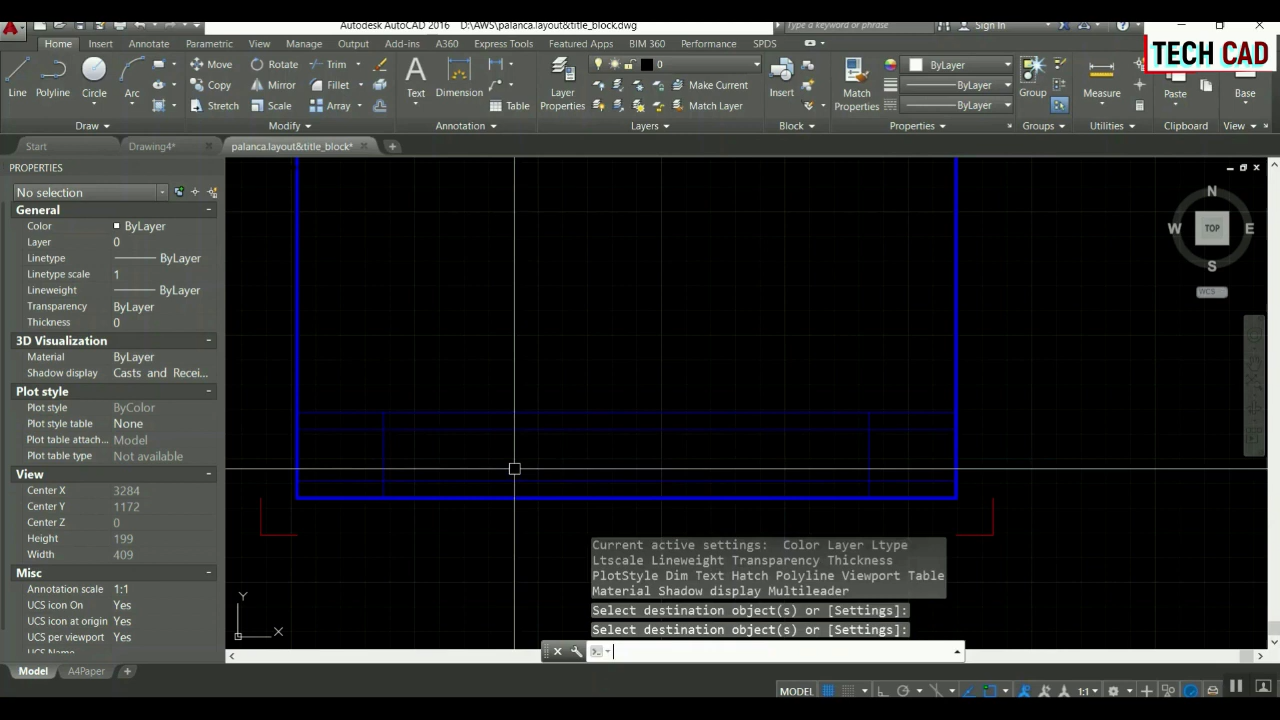 Autodesk AutoCAD 2016 D:\AWS\palanca.layout&title_block.dwg
Type a keyword or phrase
Sign In
TECH CAD
Home Insert Annotate Parametric View Manage Output Add-ins A360 Express Tools Featured Apps BIM 360 Performance SPDS
Line Polyline Circle Arc
Move Rotate Trim
Copy Mirror Fillet
Stretch Scale Array
Text Dimension
Table
Layer
Properties
0
Make Current
Match Layer
Insert
Match
Properties
ByLayer
ByLayer
ByLayer
Group
Measure
Paste
Base
Draw Modify Annotation Layers Block Properties Groups Utilities Clipboard View
Start Drawing4* palanca.layout&title_block*
PROPERTIES
No selection
General
Color ByLayer
Layer 0
Linetype ByLayer
Linetype scale 1
Lineweight ByLayer
Transparency ByLayer
Thickness 0
3D Visualization
Material ByLayer
Shadow display Casts and Recei...
Plot style
Plot style ByColor
Plot style table None
Plot table attach... Model
Plot table type Not available
View
Center X 3284
Center Y 1172
Center Z 0
Height 199
Width 409
Misc
Annotation scale 1:1
UCS icon On Yes
UCS icon at origin Yes
UCS per viewport Yes
UCS Name
N
W TOP E
S
WCS
Y
X
Current active settings: Color Layer Ltype
Ltscale Lineweight Transparency Thickness
PlotStyle Dim Text Hatch Polyline Viewport Table
Material Shadow display Multileader
Select destination object(s) or [Settings]:
Select destination object(s) or [Settings]:
Model A4Paper
MODEL 1:1